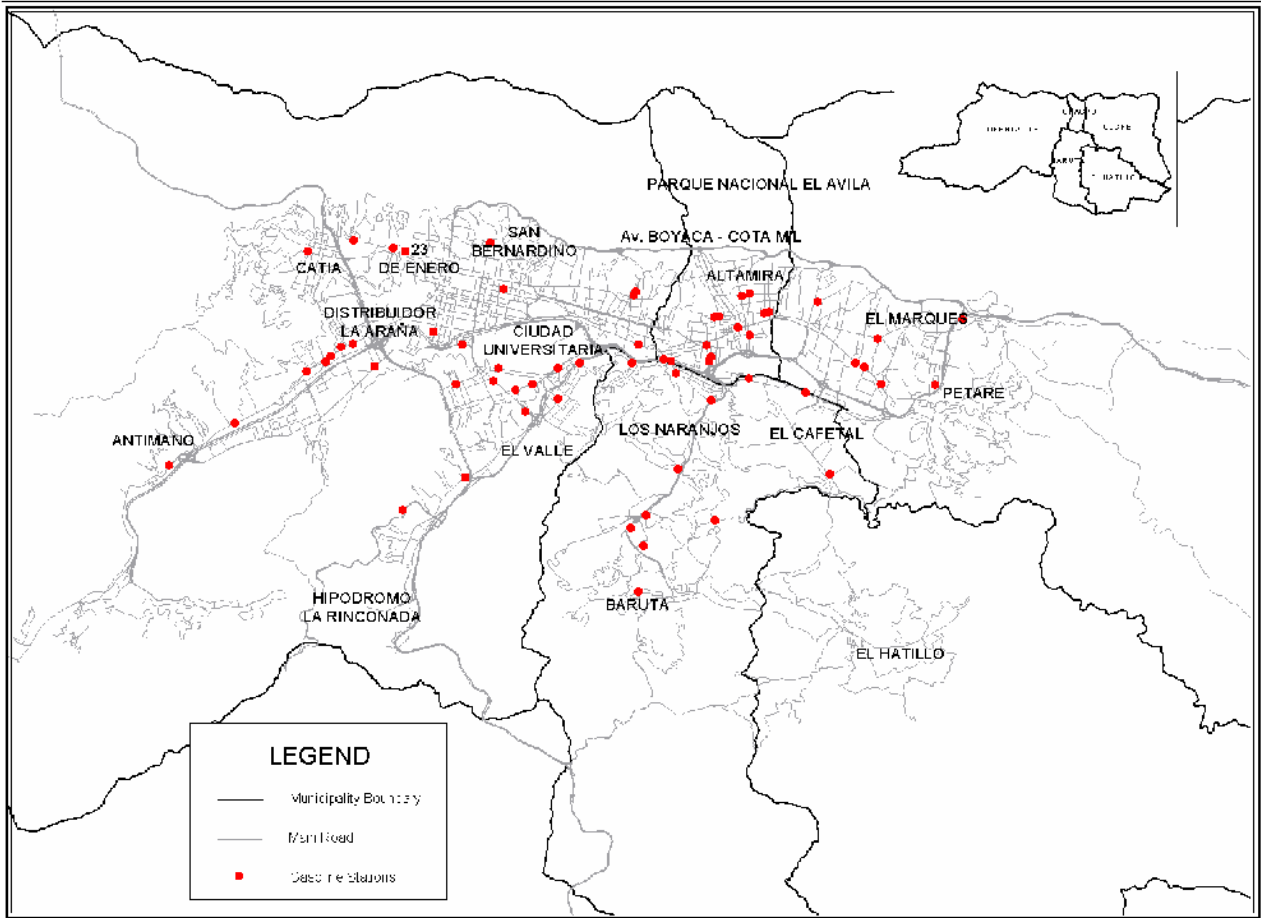 PARQUE NACIONAL EL AVILA
SAN
BERNARDINO
Av. BOYACA - COTA MIL
23
DE ENERO
CATIA
ALTAMIRA
DISTRIBUIDOR
LA ARAÑA
CIUDAD
UNIVERSITARIA
EL MARQUES
PETARE
ANTIMANO
EL VALLE
LOS NARANJOS
EL CAFETAL
HIPODROMO
LA RINCONADA
BARUTA
EL HATILLO
LEGEND
Municipality Boundary
Main Road
Gasoline Stations